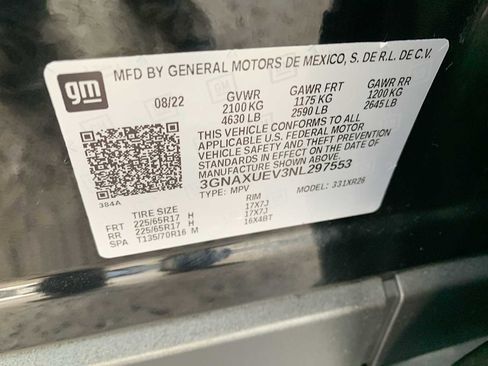 gm
MFD BY GENERAL MOTORS DE MEXICO, S. DE R.L. DE C.V.
08/22 GVWR GAWR FRT GAWR RR
2100 KG 1175 KG 1200 KG
4630 LB 2590 LB 2645 LB
THIS VEHICLE CONFORMS TO ALL
APPLICABLE U.S. FEDERAL MOTOR
VEHICLE SAFETY AND THEFT PREVENTION
STANDARDS IN EFFECT ON THE DATE OF
MANUFACTURE SHOWN ABOVE.
3GNAXUEV3NL297553
TYPE: MPV MODEL: 331XR26
384A
TIRE SIZE RIM
FRT 225/65R17 H 17X7J
RR 225/65R17 H 17X7J
SPA T135/70R16 M 16X4BT